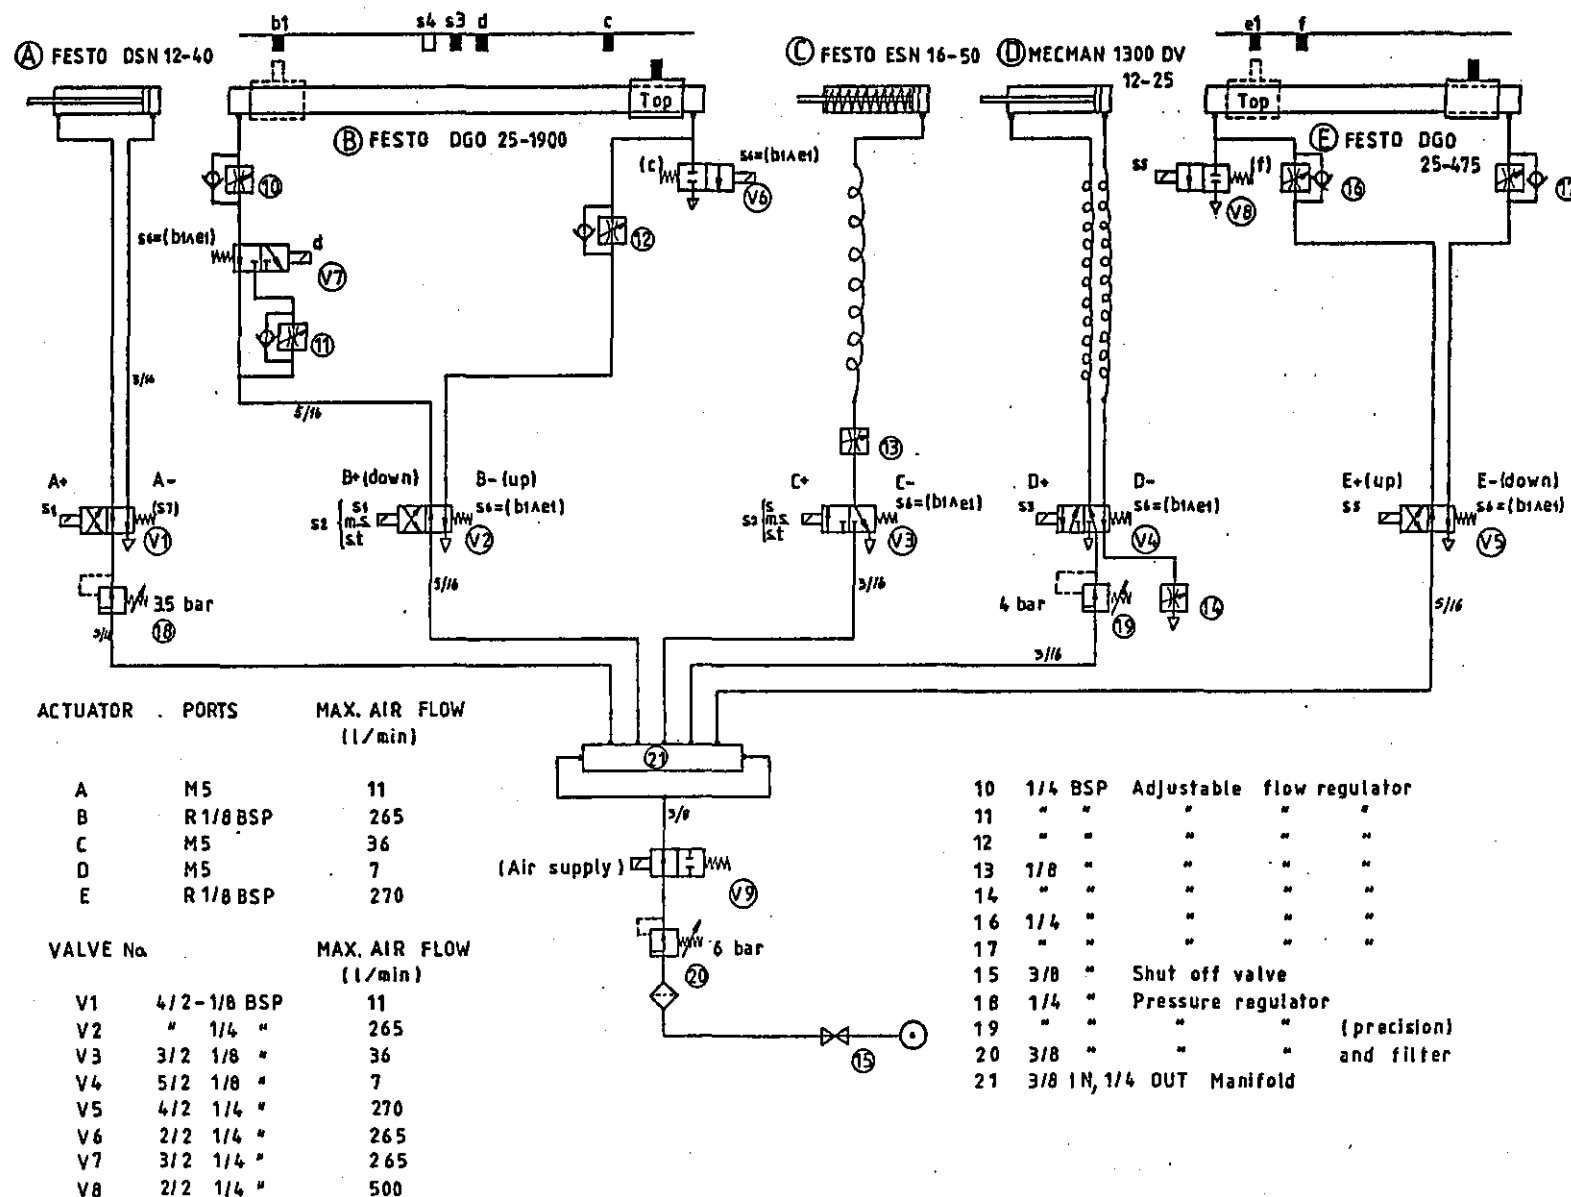 b1 s4 s3 d c e1 f
A FESTO DSN 12-40
C FESTO ESN 16-50
D MECMAN 1300 DV
12-25
Top
Top
B FESTO DGO 25-1900
E FESTO DGO
25-475
10
s6=(b1∧e1)
d
V7
11
12
(c)
s6=(b1∧e1)
V6
s5
(f)
V8
16
3/16
5/16
13
A+
A-
s1
(s7)
V1
B+(down)
B-(up)
s1
s2
m.s
s.t
s6=(b1∧e1)
V2
C+
C-
s
m.s.
s.t
s6=(b1∧e1)
V3
D+
D-
s3
s6=(b1∧e1)
V4
E+(up)
E-(down)
s5
s6=(b1∧e1)
V5
3.5 bar
18
5/16
3/16
4 bar
19
14
5/16
3/16
21
(Air supply)
V9
6 bar
20
15
ACTUATOR . PORTS MAX. AIR FLOW
(l/min)
A M5 11
B R 1/8 BSP 265
C M5 36
D M5 7
E R 1/8 BSP 270
VALVE No. MAX. AIR FLOW
(l/min)
V1 4/2-1/8 BSP 11
V2 " 1/4 " 265
V3 3/2 1/8 " 36
V4 5/2 1/8 " 7
V5 4/2 1/4 " 270
V6 2/2 1/4 " 265
V7 3/2 1/4 " 265
V8 2/2 1/4 " 500
10 1/4 BSP Adjustable flow regulator
11 " " " " "
12 " " " " "
13 1/8 " " " "
14 " " " " "
16 1/4 " " " "
17 " " " " "
15 3/8 " Shut off valve
18 1/4 " Pressure regulator
19 " " " " (precision)
20 3/8 " " " and filter
21 3/8 IN, 1/4 OUT Manifold